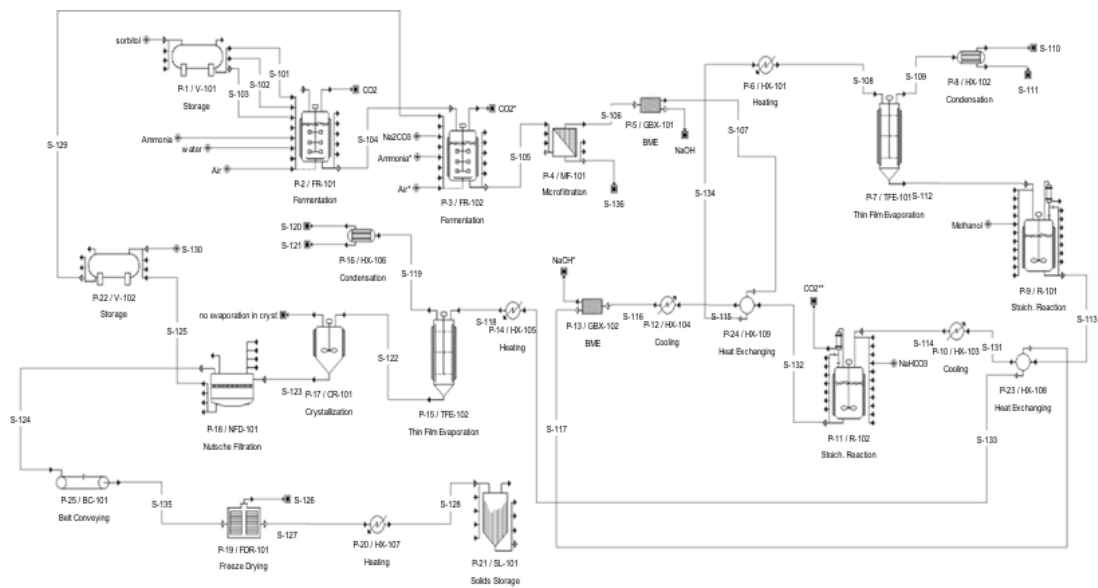 sorbitol
P-1 / V-101
Storage
S-101
S-102
S-103
S-129
Ammonia
water
Air
CO2
P-2 / FR-101
Fermentation
S-104
CO2*
Na2CO3
Ammonia*
Air*
P-3 / FR-102
Fermentation
S-105
S-106
P-4 / MF-101
Microfiltration
S-136
P-5 / GBX-101
BME
NaOH
S-107
S-134
P-6 / HX-101
Heating
S-108
S-109
P-8 / HX-102
Condensation
S-110
S-111
P-7 / TFE-101
Thin Film Evaporation
S-112
Methanol
P-9 / R-101
Stoich. Reaction
S-113
S-130
P-22 / V-102
Storage
S-125
S-120
S-121
P-16 / HX-106
Condensation
S-119
no evaporation in cryst
P-17 / CR-101
Crystallization
S-122
S-123
P-18 / NFD-101
Nutsche Filtration
S-124
P-15 / TFE-102
Thin Film Evaporation
S-118
P-14 / HX-105
Heating
NaOH*
P-13 / GBX-102
BME
S-116
P-12 / HX-104
Cooling
S-115
P-24 / HX-109
Heat Exchanging
S-132
CO2**
P-11 / R-102
Stoich. Reaction
NaHCO3
S-114
P-10 / HX-103
Cooling
S-131
P-23 / HX-108
Heat Exchanging
S-133
S-117
P-25 / BC-101
Belt Conveying
S-135
S-126
P-19 / FDR-101
Freeze Drying
S-127
P-20 / HX-107
Heating
S-128
P-21 / SL-101
Solids Storage